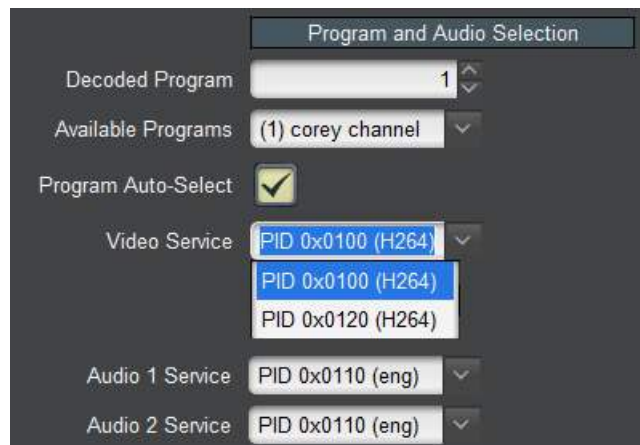 Program and Audio Selection
Decoded Program 1
Available Programs (1) corey channel
Program Auto-Select
Video Service PID 0x0100 (H264)
PID 0x0100 (H264)
PID 0x0120 (H264)
Audio 1 Service PID 0x0110 (eng)
Audio 2 Service PID 0x0110 (eng)